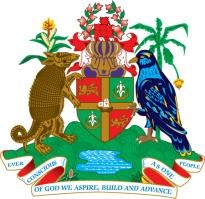 EVER CONSCIOUS OF GOD WE ASPIRE, BUILD AND ADVANCE AS ONE PEOPLE